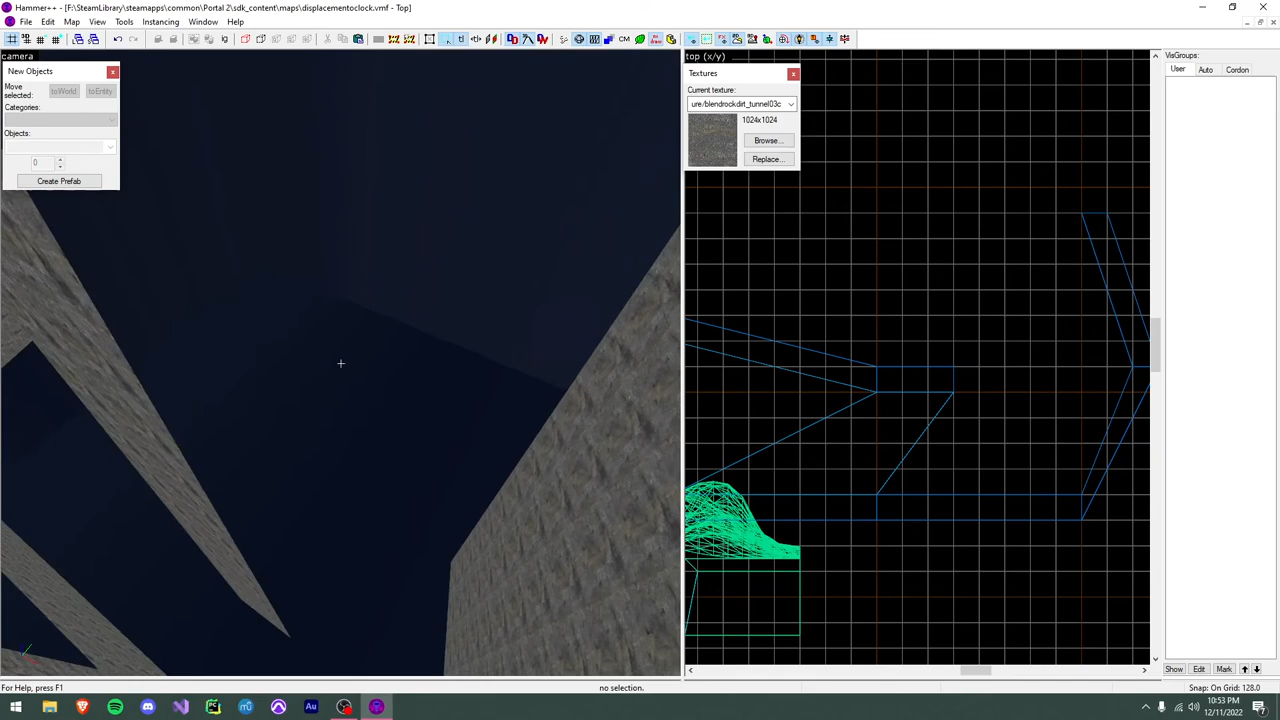 Hammer++ - [F:\SteamLibrary\steamapps\common\Portal 2\sdk_content\maps\displacementoclock.vmf - Top]
File Edit Map View Tools Instancing Window Help
camera
New Objects
Move selected:
toWorld
toEntity
Categories:
Objects:
0
Create Prefab
top (x/y)
Textures
Current texture:
ure/blendrockdirt_tunnel03c
1024x1024
Browse...
Replace...
VisGroups:
User Auto Cordon
Show Edit Mark
For Help, press F1
no selection.
Snap: On Grid: 128.0
10:53 PM
12/11/2022